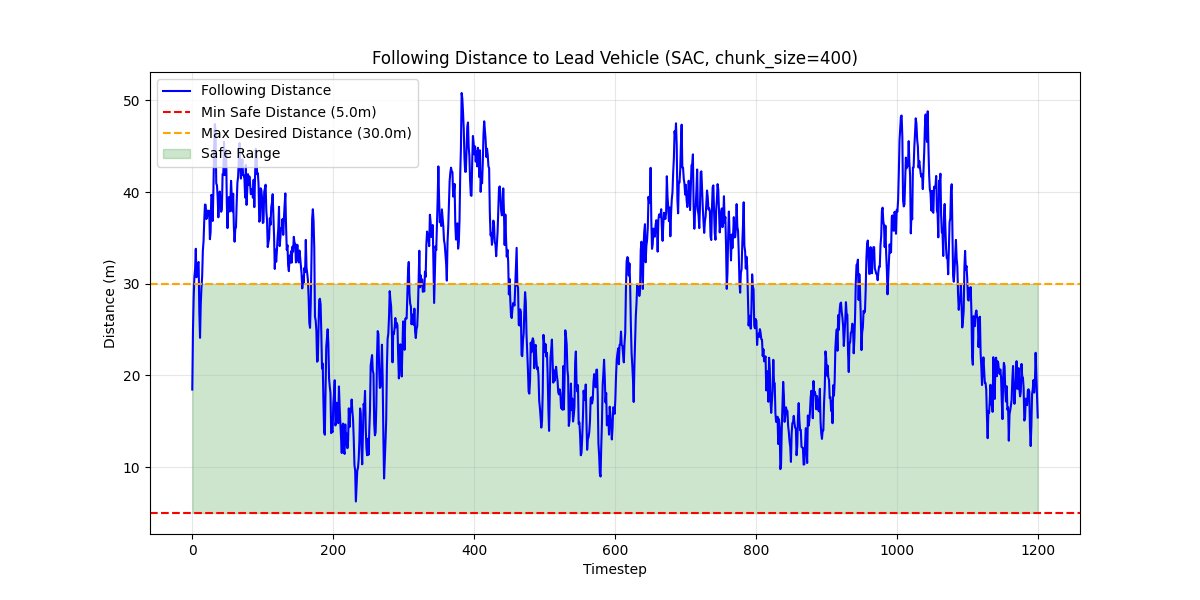 Following Distance to Lead Vehicle (SAC, chunk_size=400)
Following Distance
Min Safe Distance (5.0m)
Max Desired Distance (30.0m)
Safe Range
Distance (m)
50
40
30
20
10
0 200 400 600 800 1000 1200
Timestep